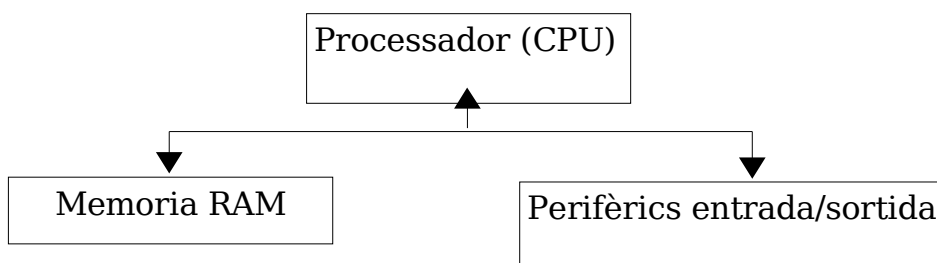 Processador (CPU)
Memoria RAM
Perifèrics entrada/sortida